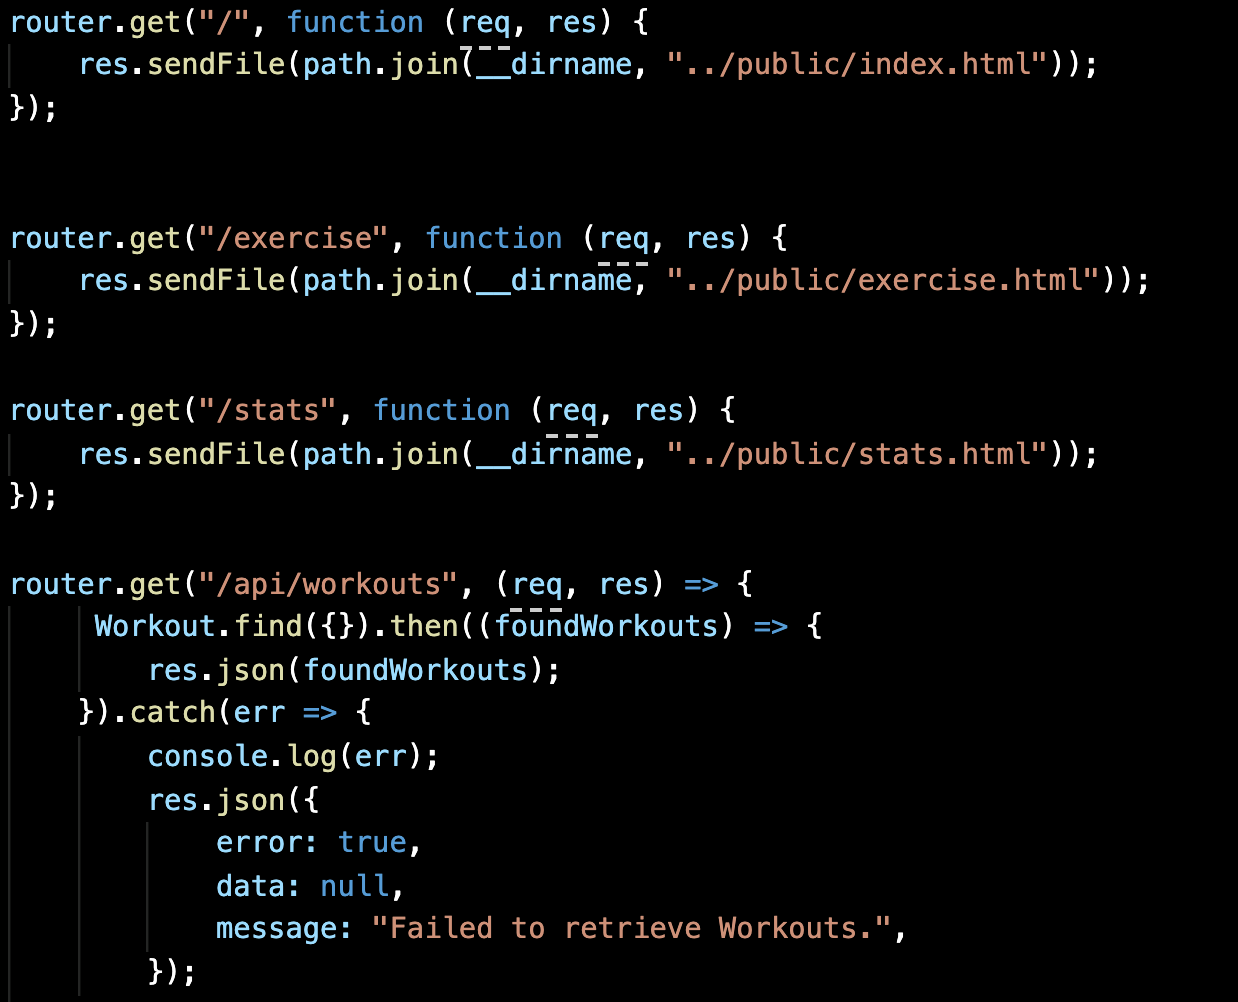 router.get("/", function (req, res) {
    res.sendFile(path.join(__dirname, "../public/index.html"));
});
router.get("/exercise", function (req, res) {
    res.sendFile(path.join(__dirname, "../public/exercise.html"));
});
router.get("/stats", function (req, res) {
    res.sendFile(path.join(__dirname, "../public/stats.html"));
});
router.get("/api/workouts", (req, res) => {
     Workout.find({}).then((foundWorkouts) => {
        res.json(foundWorkouts);
    }).catch(err => {
        console.log(err);
        res.json({
            error: true,
            data: null,
            message: "Failed to retrieve Workouts.",
        });